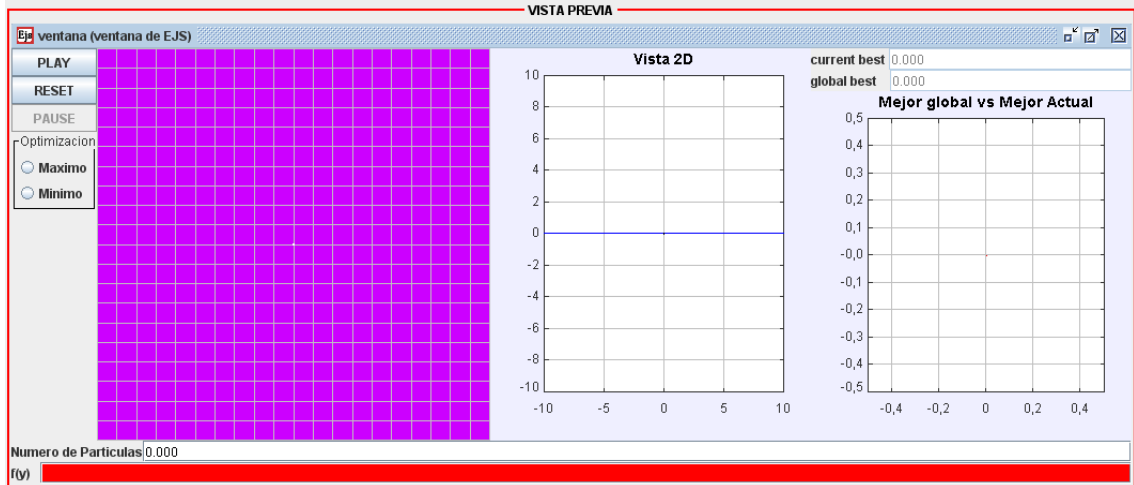 VISTA PREVIA
Ejs ventana (ventana de EJS)
PLAY
RESET
PAUSE
Optimizacion
Maximo
Minimo
Vista 2D
10
8
6
4
2
0
-2
-4
-6
-8
-10
-10 -5 0 5 10
current best 0.000
global best 0.000
Mejor global vs Mejor Actual
0,5
0,4
0,3
0,2
0,1
-0,0
-0,1
-0,2
-0,3
-0,4
-0,5
-0,4 -0,2 0 0,2 0,4
Numero de Particulas 0.000
f(y)